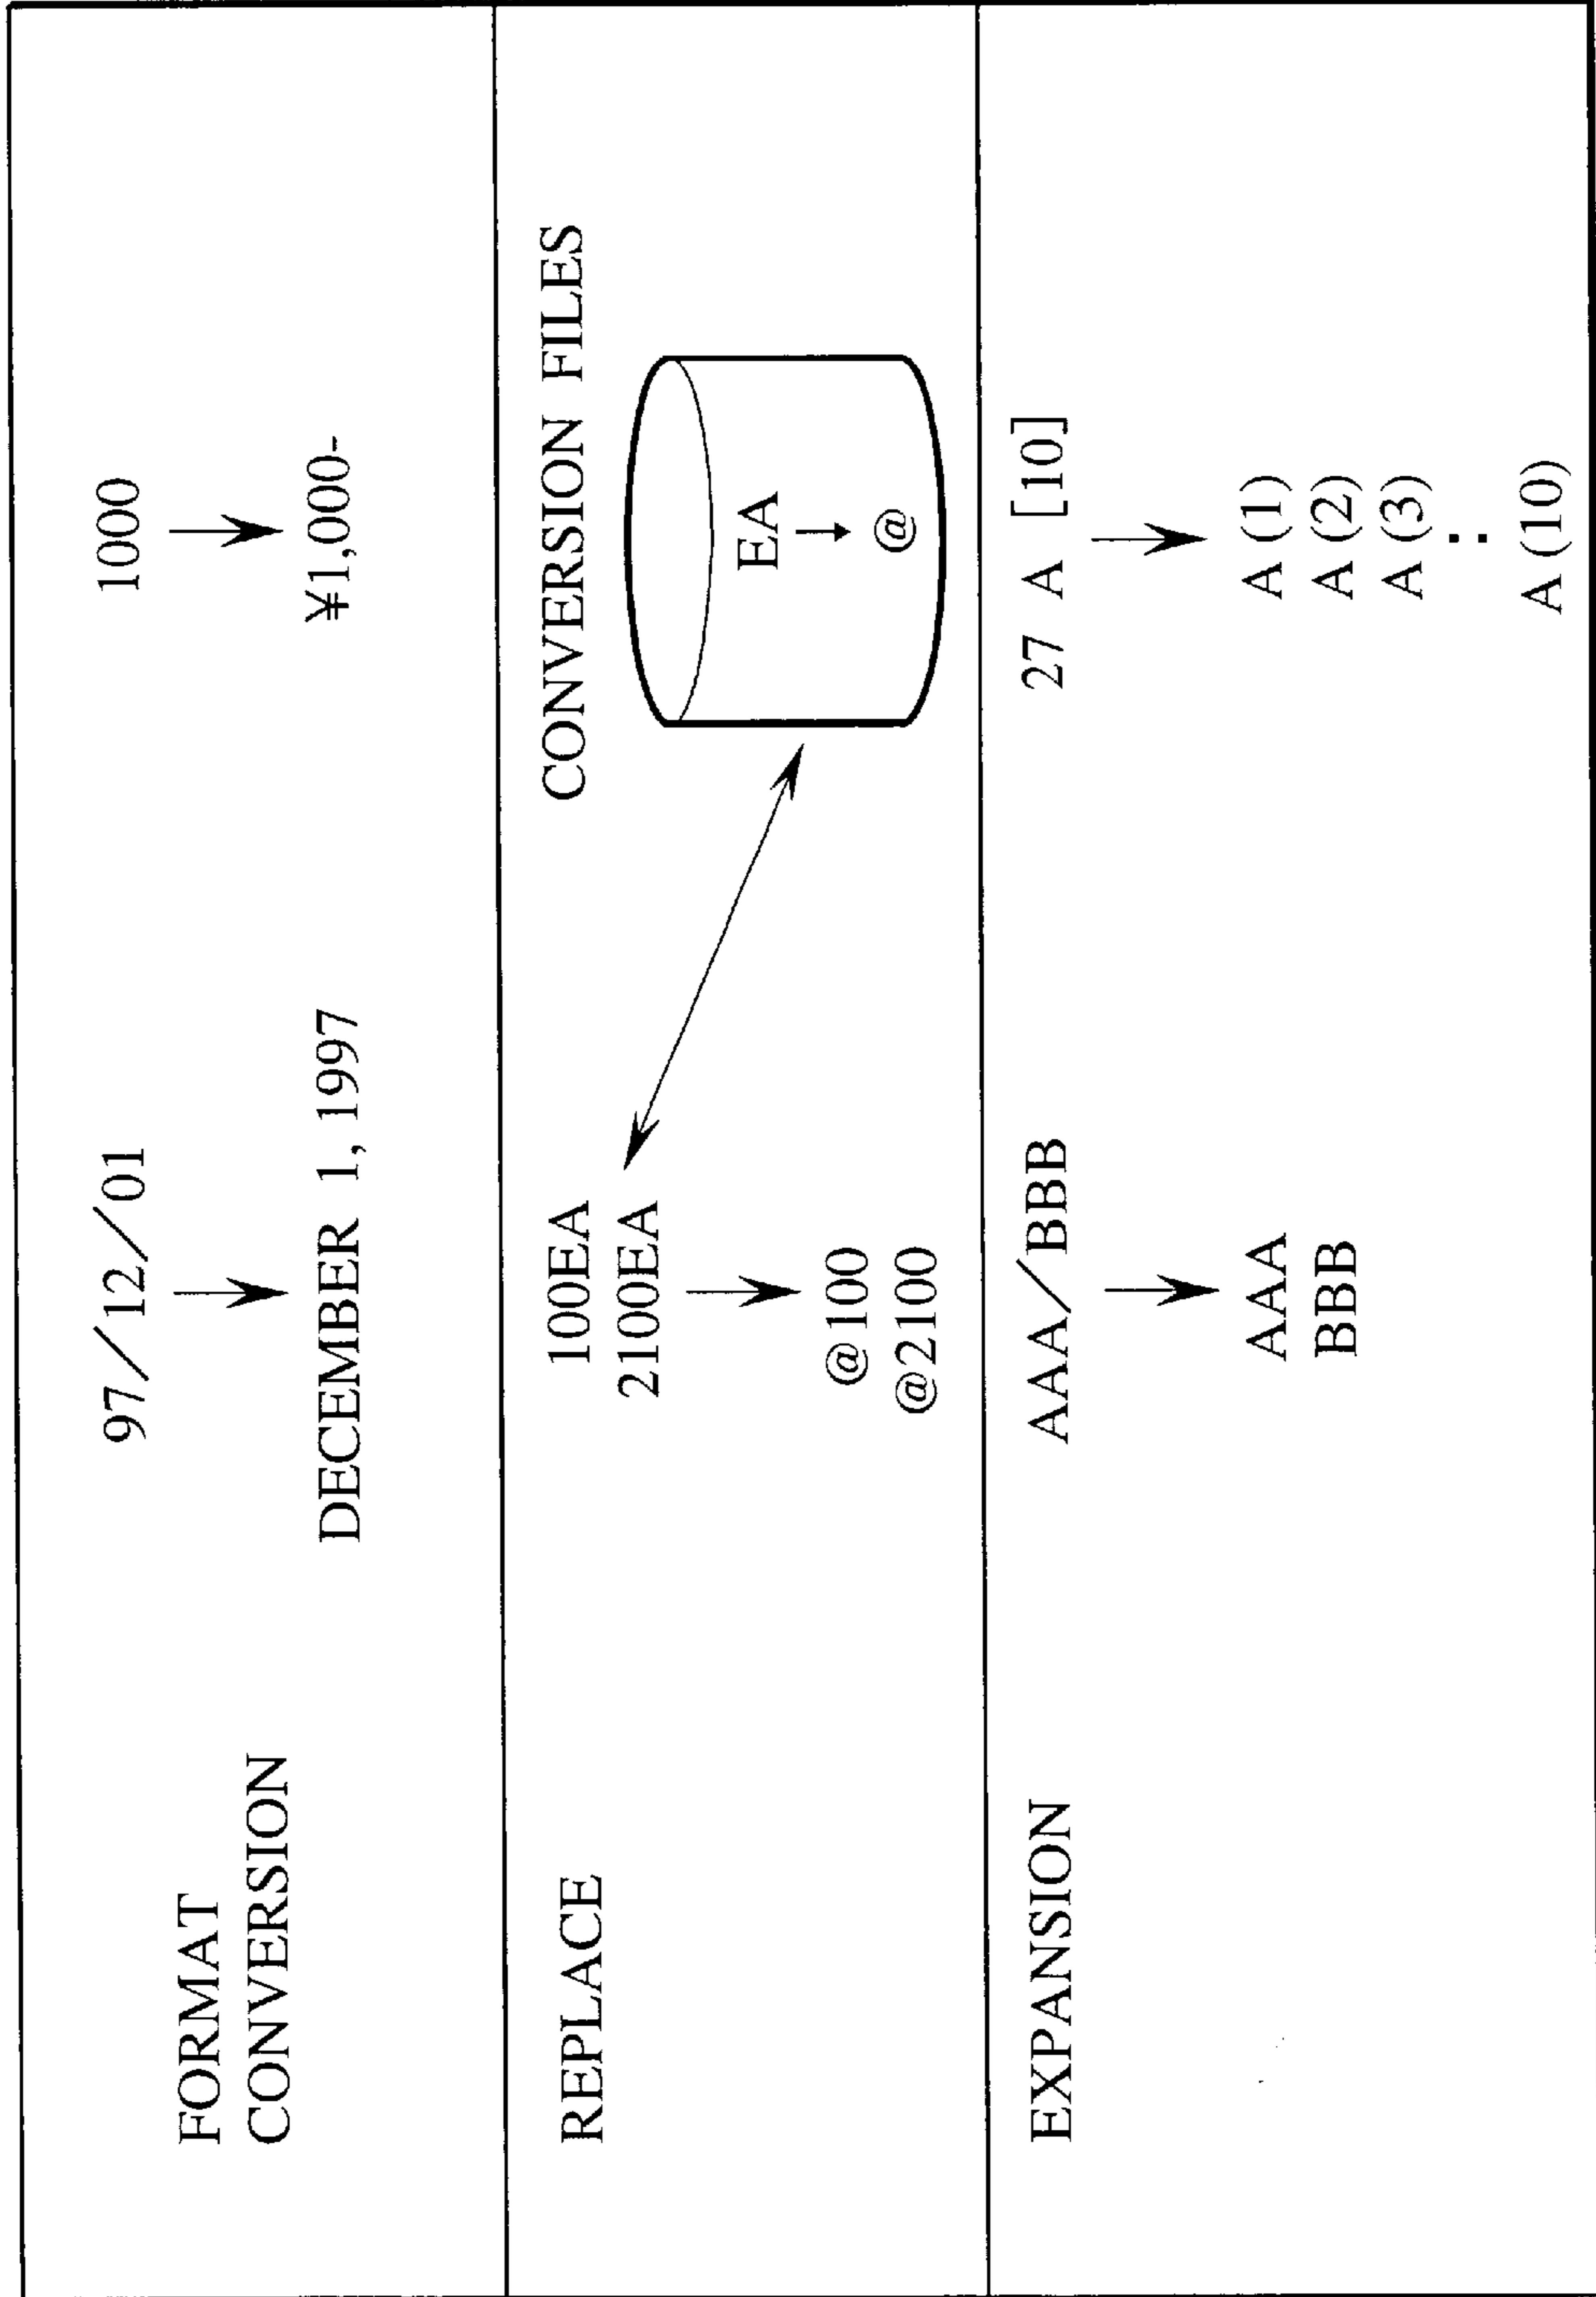 FORMAT
CONVERSION
97/12/01
DECEMBER 1, 1997
1000
¥1,000-
REPLACE
100EA
2100EA
@100
@2100
CONVERSION FILES
EA
@
EXPANSION
AAA/BBB
AAA
BBB
27 A [10]
A (1)
A (2)
A (3)
:
A (10)